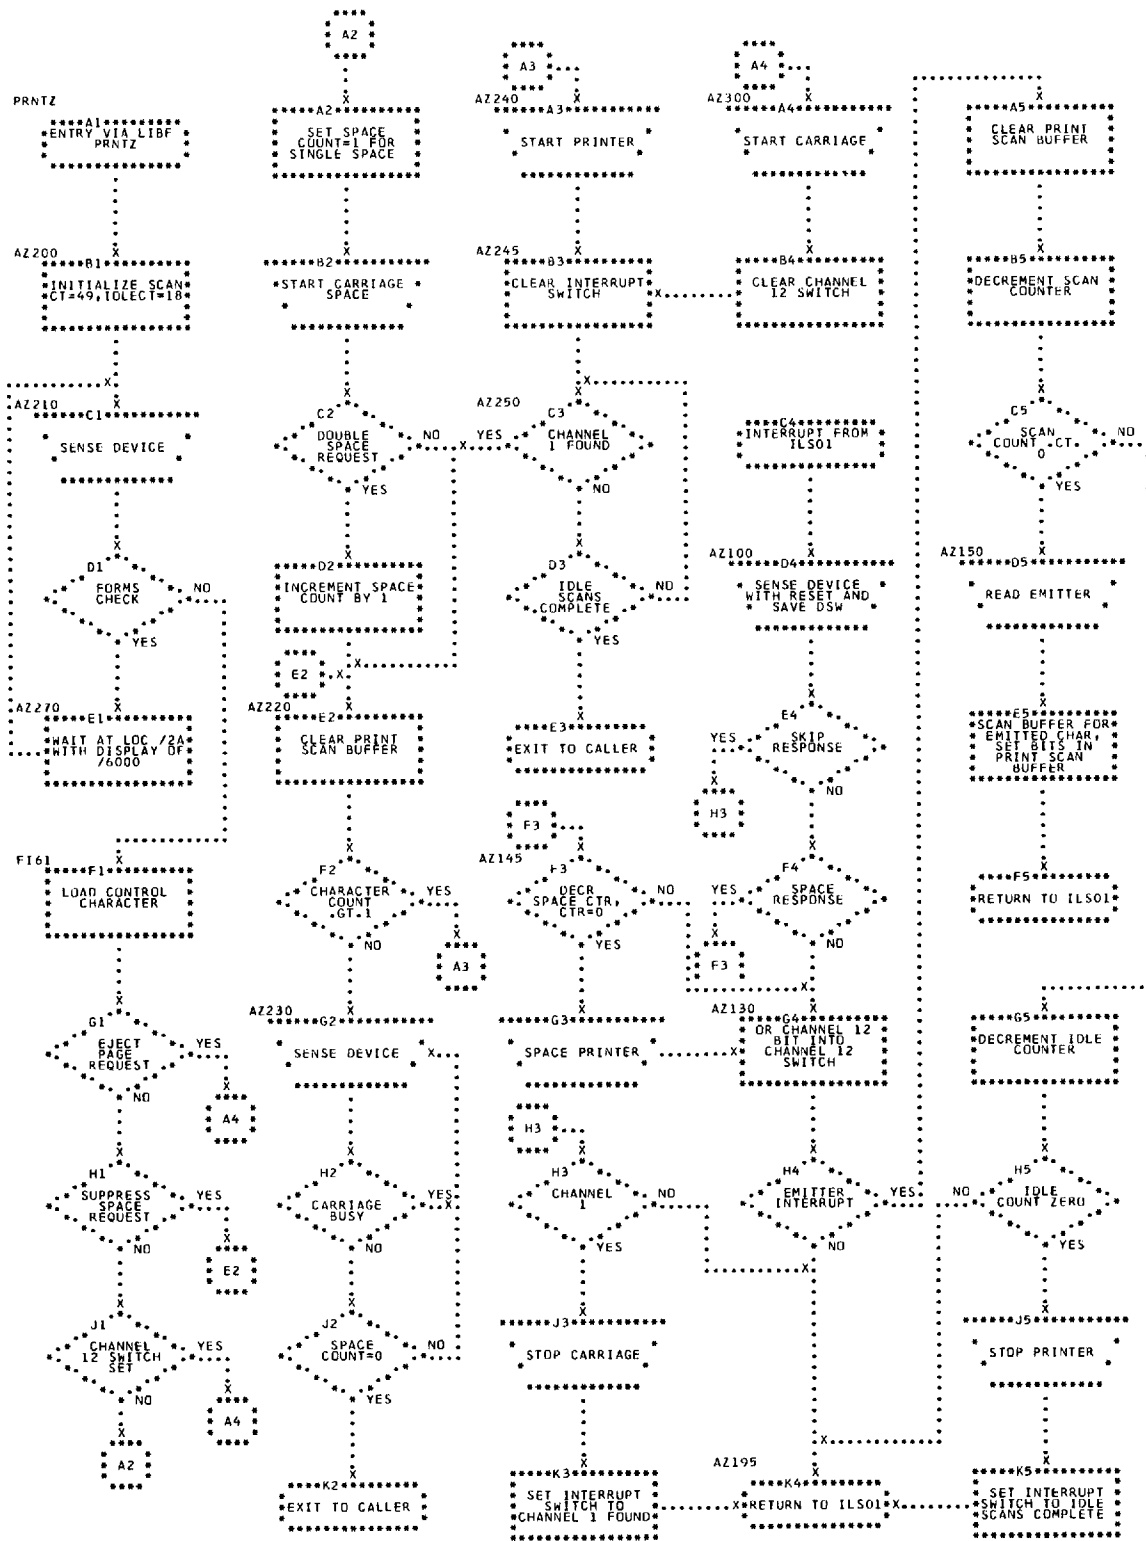 A2
PRNTZ
A1
ENTRY VIA LIBF
PRNTZ
AZ200
B1
INITIALIZE SCAN
CT=49,IDLECT=18
AZ210
C1
SENSE DEVICE
D1
FORMS
CHECK
NO
YES
AZ270
E1
WAIT AT LOC /2A
WITH DISPLAY OF
/6000
FI61
F1
LOAD CONTROL
CHARACTER
G1
EJECT
PAGE
REQUEST
YES
NO
A4
H1
SUPPRESS
SPACE
REQUEST
YES
NO
E2
J1
CHANNEL
12 SWITCH
SET
YES
NO
A4
A2
A2
SET SPACE
COUNT=1 FOR
SINGLE SPACE
B2
START CARRIAGE
SPACE
C2
DOUBLE
SPACE
REQUEST
NO
YES
D2
INCREMENT SPACE
COUNT BY 1
E2
AZ220
E2
CLEAR PRINT
SCAN BUFFER
F2
CHARACTER
COUNT
.GT.1
YES
NO
A3
AZ230
G2
SENSE DEVICE
H2
CARRIAGE
BUSY
YES
NO
J2
SPACE
COUNT=0
NO
YES
K2
EXIT TO CALLER
A3
AZ240
A3
START PRINTER
AZ245
B3
CLEAR INTERRUPT
SWITCH
AZ250
C3
CHANNEL
1 FOUND
YES
NO
D3
IDLE
SCANS
COMPLETE
NO
E3
EXIT TO CALLER
F3
AZ145
F3
DECR
SPACE CTR,
CTR=0
NO
YES
G3
SPACE PRINTER
H3
H3
CHANNEL
1
NO
YES
J3
STOP CARRIAGE
K3
SET INTERRUPT
SWITCH TO
CHANNEL 1 FOUND
A4
AZ300
A4
START CARRIAGE
B4
CLEAR CHANNEL
12 SWITCH
C4
INTERRUPT FROM
ILS01
AZ100
D4
SENSE DEVICE
WITH RESET AND
SAVE DSW
E4
SKIP
RESPONSE
YES
NO
H3
F4
SPACE
RESPONSE
YES
NO
F3
AZ130
G4
OR CHANNEL 12
BIT INTO
CHANNEL 12
SWITCH
H4
EMITTER
INTERRUPT
YES
NO
AZ195
K4
RETURN TO ILS01
A5
CLEAR PRINT
SCAN BUFFER
B5
DECREMENT SCAN
COUNTER
C5
SCAN
COUNT .CT.
0
NO
YES
AZ150
D5
READ EMITTER
E5
SCAN BUFFER FOR
EMITTED CHAR,
SET BITS IN
PRINT SCAN
BUFFER
F5
RETURN TO ILS01
G5
DECREMENT IDLE
COUNTER
H5
IDLE
COUNT ZERO
NO
YES
J5
STOP PRINTER
K5
SET INTERRUPT
SWITCH TO IDLE
SCANS COMPLETE